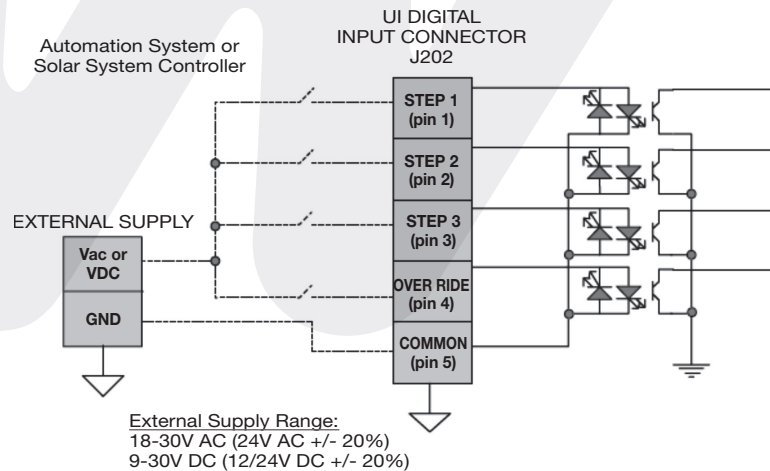 UI DIGITAL
INPUT CONNECTOR
J202
Automation System or
Solar System Controller
STEP 1
(pin 1)
STEP 2
(pin 2)
STEP 3
(pin 3)
EXTERNAL SUPPLY
Vac or
VDC
GND
OVER RIDE
(pin 4)
COMMON
(pin 5)
External Supply Range:
18-30V AC (24V AC +/- 20%)
9-30V DC (12/24V DC +/- 20%)